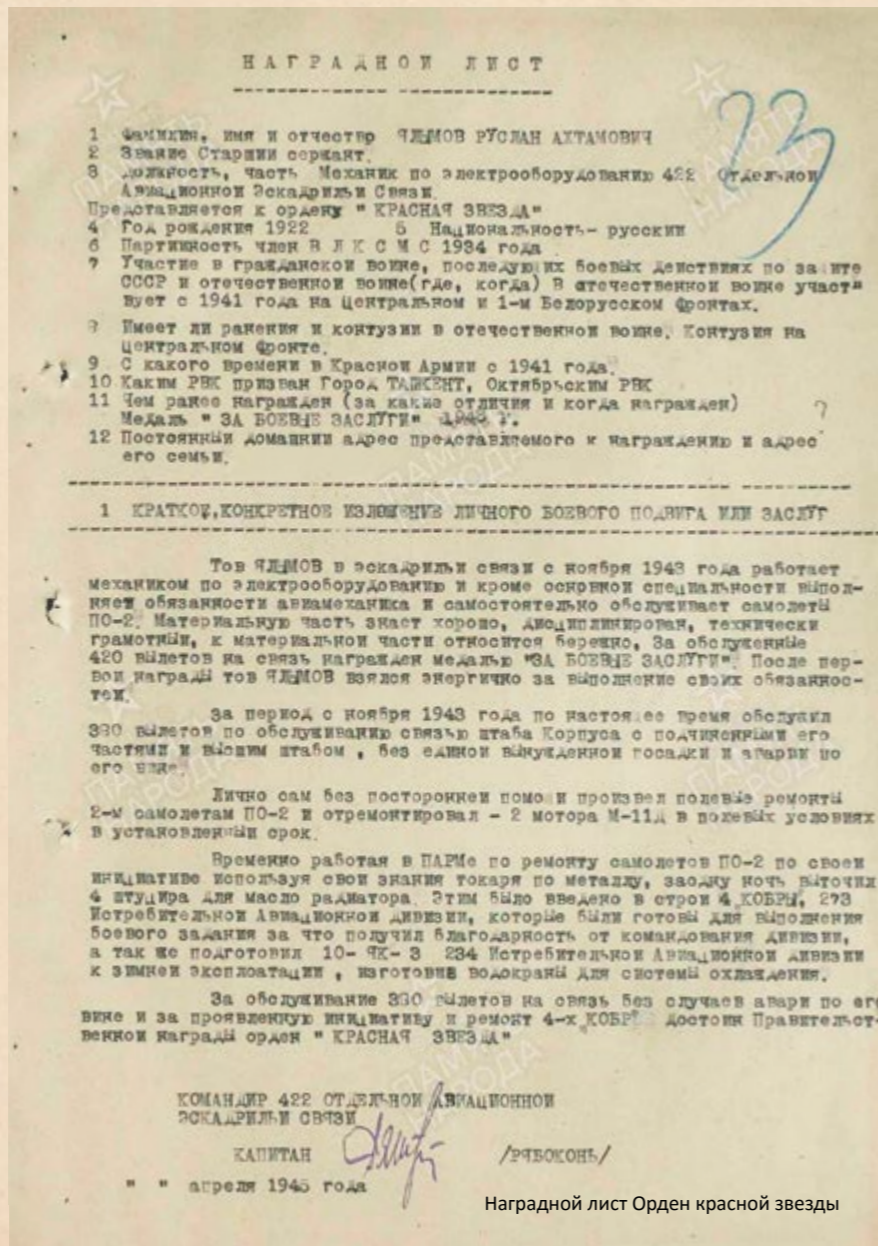 НАГРАДНОЙ ЛИСТ
23
1 Фамилия, имя и отчество ЯЛЫМОВ РУСЛАН АХТАМОВИЧ
2 Звание Старший сержант.
3 Должность, часть Механик по электрооборудованию 422 Отдельной
Авиационной Эскадрильи Связи.
Представляется к ордену " КРАСНАЯ ЗВЕЗДА"
4 Год рождения 1922 5 Национальность- русский
6 Партийность член В Л К С М С 1934 года
7 Участие в гражданской войне, последующих боевых действиях по защите
СССР и отечественной войне(где, когда) В отечественной войне участ"
вует с 1941 года на Центральном и 1-м Белорусском фронтах.
8 Имеет ли ранения и контузии в отечественной войне. Контузия на
центральном фронте.
9 С какого времени в Красной Армии с 1941 года.
10 Каким РВК призван Город ТАШКЕНТ, Октябрьским РВК
11 Чем ранее награжден (за какие отличия и когда награжден)
Медаль " ЗА БОЕВЫЕ ЗАСЛУГИ" 1943 г. ?
12 Постоянный домашний адрес представляемого к награждению и адрес
его семьи.
1 КРАТКОЕ,КОНКРЕТНОЕ ИЗЛОЖЕНИЕ ЛИЧНОГО БОЕВОГО ПОДВИГА ИЛИ ЗАСЛУГ
Тов ЯЛЫМОВ в эскадрильи связи с ноября 1943 года работает
механиком по электрооборудованию и кроме основной специальности выпол-
няет обязанности авиамеханика и самостоятельно обслуживает самолеты
ПО-2. Материальную часть знает хорошо, дисциплинирован, технически
грамотный, к материальной части относится бережно. За обслуженные
420 вылетов на связь награжден медалью "ЗА БОЕВЫЕ ЗАСЛУГИ". После пер-
вой награды тов ЯЛЫМОВ взялся энергично за выполнение своих обязаннос-
тей.
За период с ноября 1943 года по настоящее время обслужил
330 вылетов по обслуживанию связью штаба Корпуса с подчиненными его
частями и высшим штабом , без единой вынужденной посадки и аварии по
его вине.
Лично сам без посторонней помощи произвел полевые ремонты
2-м самолетам ПО-2 и отремонтировал - 2 мотора М-11д в полевых условиях
в установленный срок.
Временно работая в ПАРМе по ремонту самолетов ПО-2 по своей
инициативе используя свои знания токаря по металлу, заодну ночь выточил
4 штуцира для масло радиатора. Этим было введено в строй 4 КОБРЫ, 273
Истребительной Авиационной дивизии, которые были готовы для выполнения
боевого задания за что получил благодарность от командования дивизии,
а так же подготовил 10- ЯК- 3 234 Истребительной Авиационной дивизии
к зимней эксплоатации , изготовив водокраны для системы охлаждения.
За обслуживание 330 вылетов на связь без случаев авари по его
вине и за проявленную инициативу и ремонт 4-х КОБР достоин Правительст-
венной награды орден " КРАСНАЯ ЗВЕЗДА"
КОМАНДИР 422 ОТДЕЛЬНОЙ АВИАЦИОННОЙ
ЭСКАДРИЛЬИ СВЯЗИ
КАПИТАН /РЯБОКОНЬ/
" " апреля 1945 года
Наградной лист Орден красной звезды